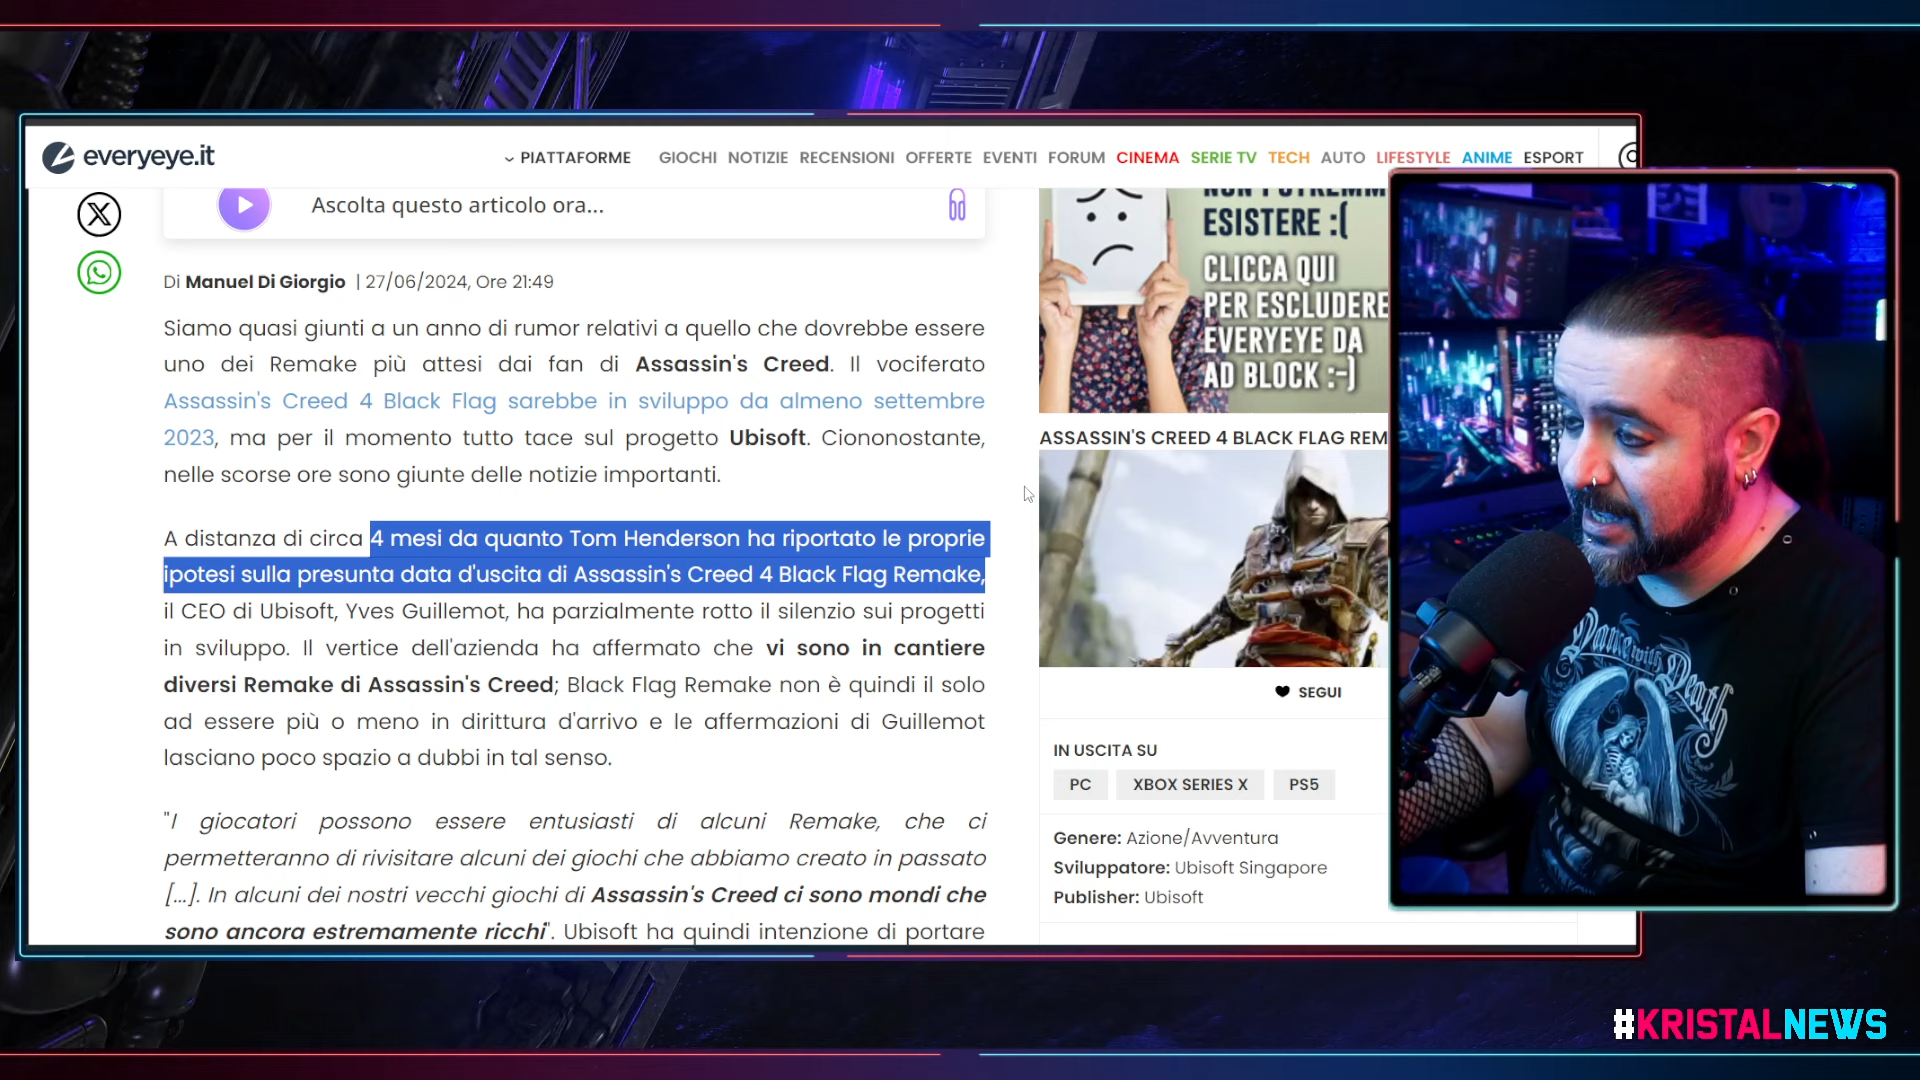 everyeye.it
PIATTAFORME GIOCHI NOTIZIE RECENSIONI OFFERTE EVENTI FORUM CINEMA SERIE TV TECH AUTO LIFESTYLE ANIME ESPORT
Ascolta questo articolo ora...
Di Manuel Di Giorgio | 27/06/2024, Ore 21:49
Siamo quasi giunti a un anno di rumor relativi a quello che dovrebbe essere
uno dei Remake più attesi dai fan di Assassin's Creed. Il vociferato
Assassin's Creed 4 Black Flag sarebbe in sviluppo da almeno settembre
2023, ma per il momento tutto tace sul progetto Ubisoft. Ciononostante,
nelle scorse ore sono giunte delle notizie importanti.
A distanza di circa 4 mesi da quanto Tom Henderson ha riportato le proprie
ipotesi sulla presunta data d'uscita di Assassin's Creed 4 Black Flag Remake,
il CEO di Ubisoft, Yves Guillemot, ha parzialmente rotto il silenzio sui progetti
in sviluppo. Il vertice dell'azienda ha affermato che vi sono in cantiere
diversi Remake di Assassin's Creed; Black Flag Remake non è quindi il solo
ad essere più o meno in dirittura d'arrivo e le affermazioni di Guillemot
lasciano poco spazio a dubbi in tal senso.
"I giocatori possono essere entusiasti di alcuni Remake, che ci
permetteranno di rivisitare alcuni dei giochi che abbiamo creato in passato
[...]. In alcuni dei nostri vecchi giochi di Assassin's Creed ci sono mondi che
sono ancora estremamente ricchi". Ubisoft ha quindi intenzione di portare
NON POTREMM
ESISTERE :(
CLICCA QUI
PER ESCLUDERE
EVERYEYE DA
AD BLOCK :-)
ASSASSIN'S CREED 4 BLACK FLAG REM
SEGUI
IN USCITA SU
PC XBOX SERIES X PS5
Genere: Azione/Avventura
Sviluppatore: Ubisoft Singapore
Publisher: Ubisoft
Dance with Death
#KRISTALNEWS